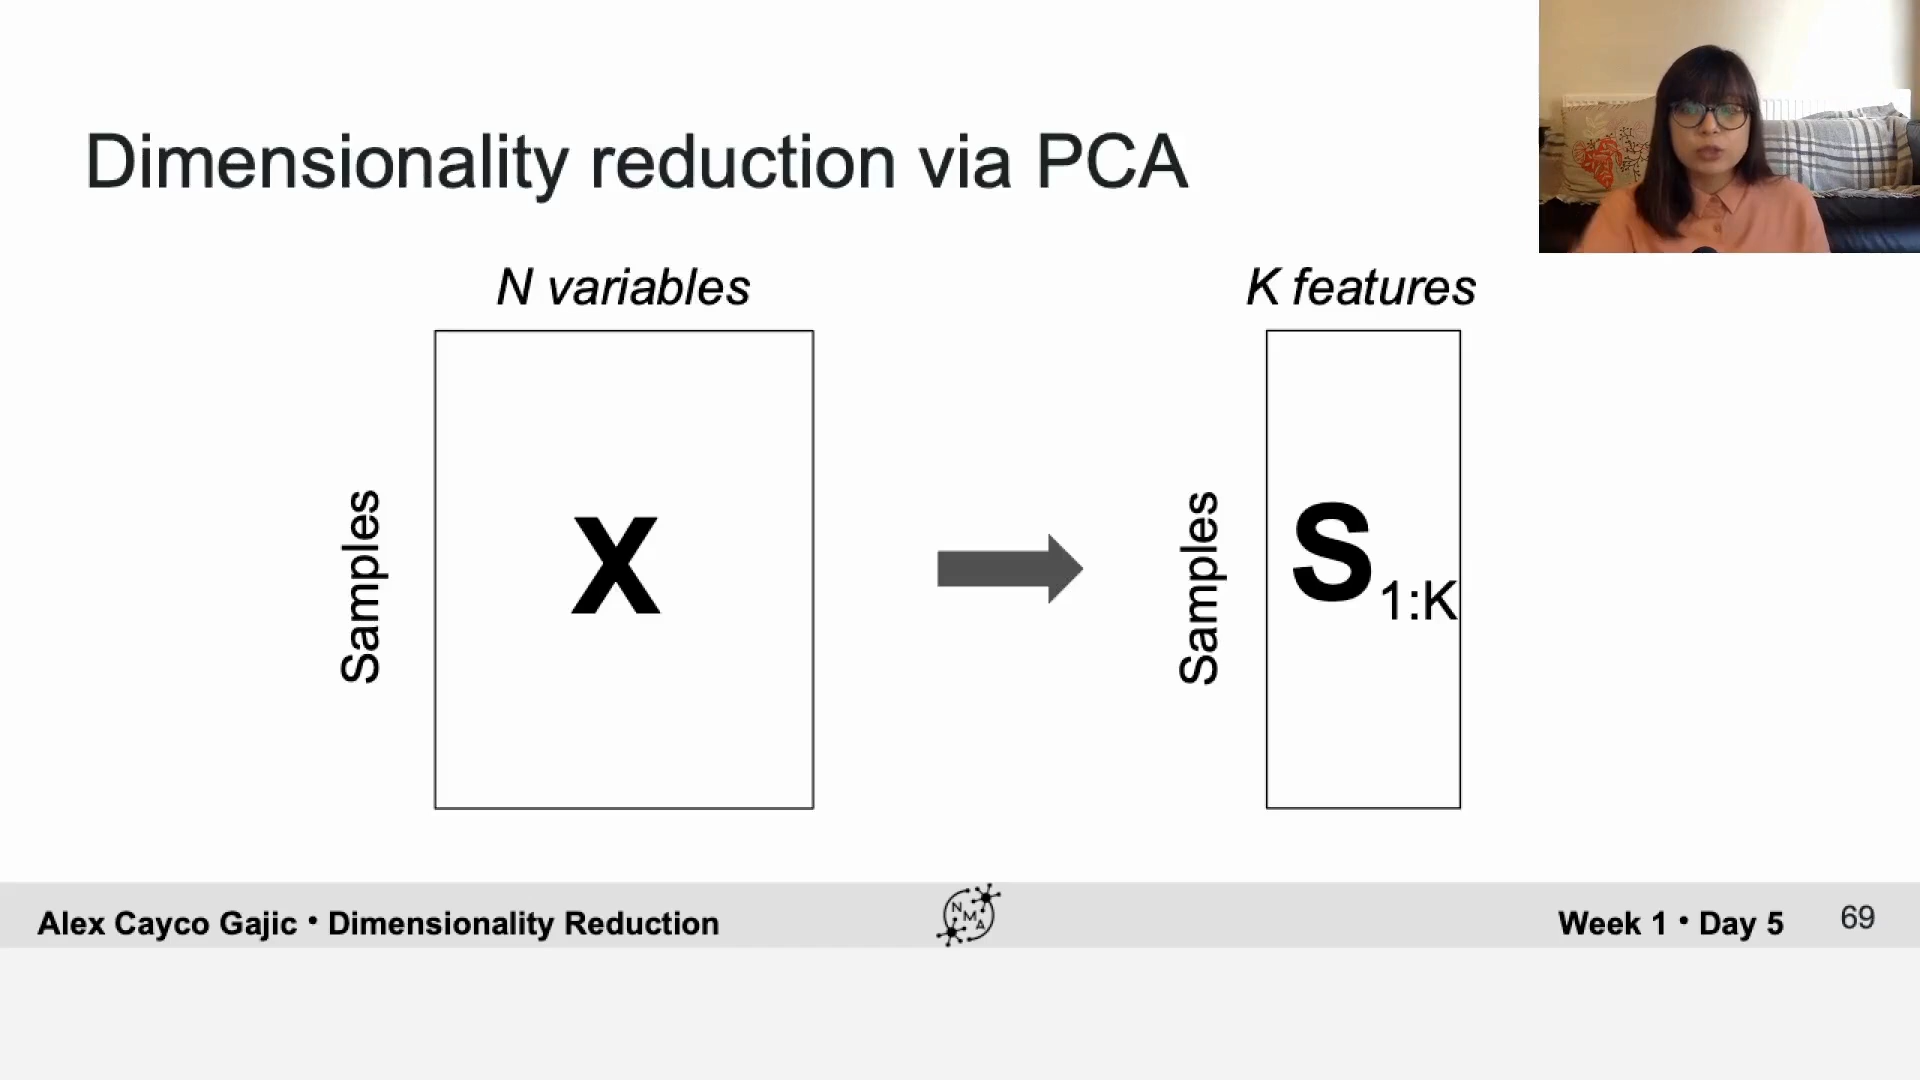 Dimensionality reduction via PCA
N variables
K features
Samples
X
Samples
S1:K
N
M
A
Alex Cayco Gajic • Dimensionality Reduction
Week 1 • Day 5
69